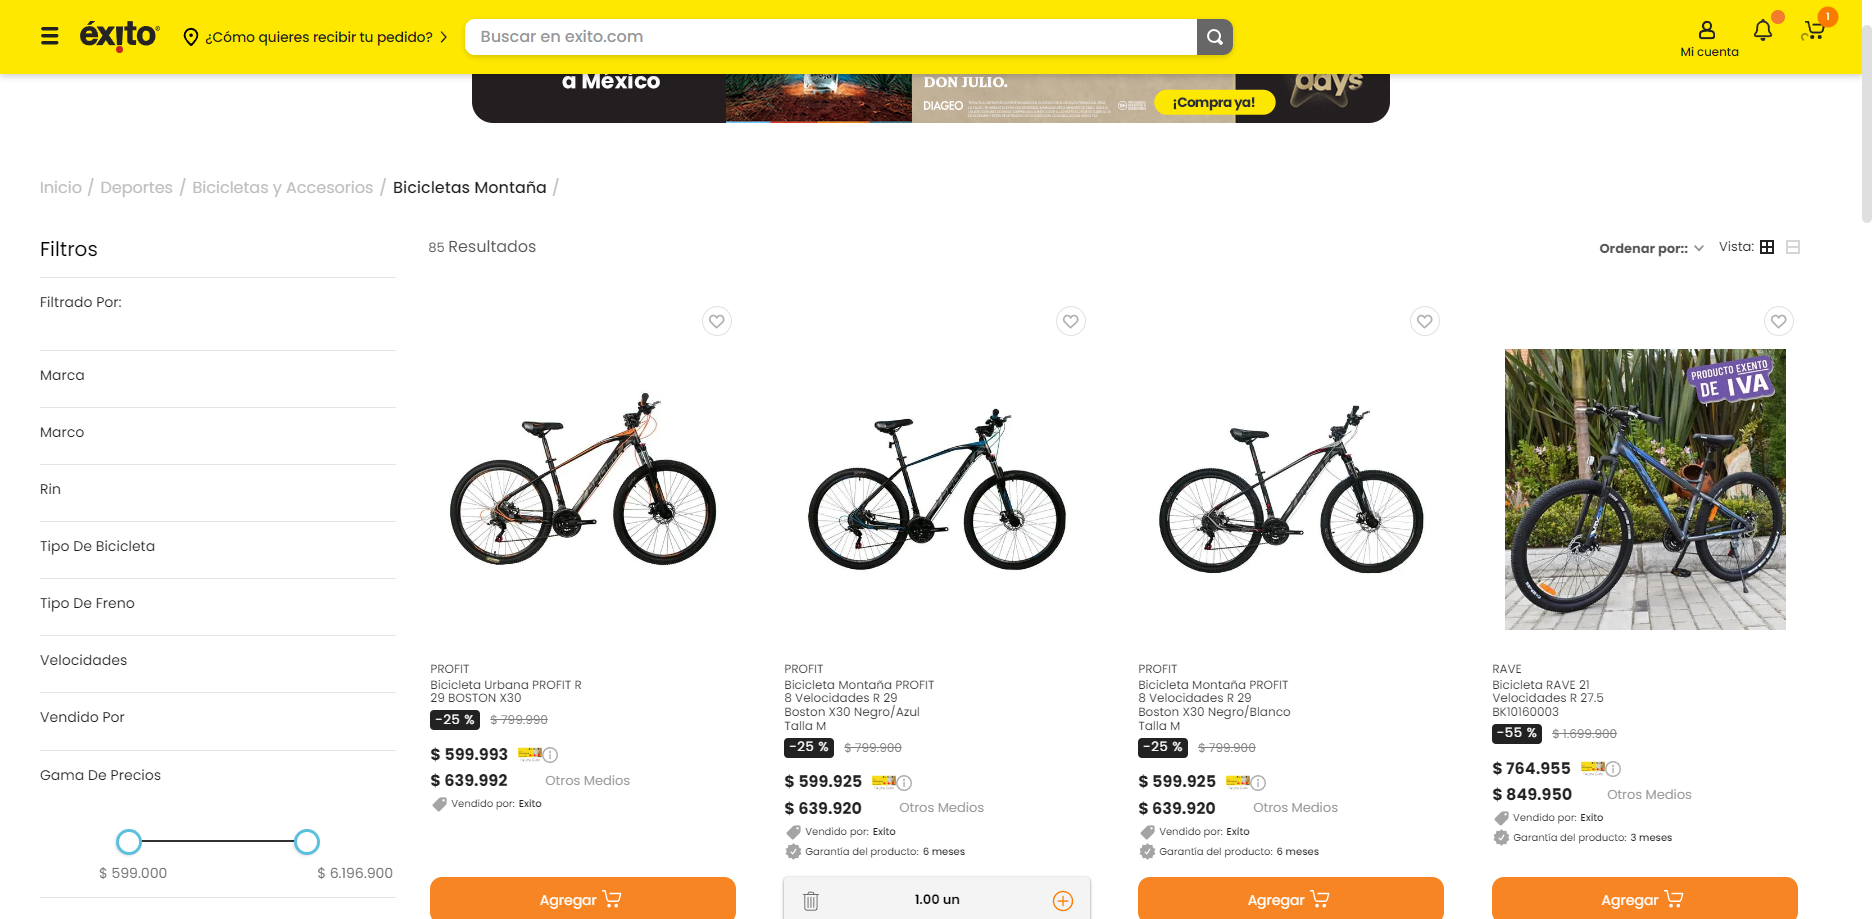 éxito
¿Cómo quieres recibir tu pedido?
Buscar en exito.com
Mi cuenta
1
a México
DON JULIO.
DIAGEO
¡Compra ya!
days
Inicio / Deportes / Bicicletas y Accesorios / Bicicletas Montaña /
Filtros
85 Resultados
Ordenar por::
Vista:
Filtrado Por:
Marca
Marco
Rin
Tipo De Bicicleta
Tipo De Freno
Velocidades
Vendido Por
Gama De Precios
$ 599.000
$ 6.196.900
PROFIT
Bicicleta Urbana PROFIT R
29 BOSTON X30
-25 % $ 799.990
$ 599.993
$ 639.992 Otros Medios
Vendido por: Exito
Agregar
PROFIT
Bicicleta Montaña PROFIT
8 Velocidades R 29
Boston X30 Negro/Azul
Talla M
-25 % $ 799.900
$ 599.925
$ 639.920 Otros Medios
Vendido por: Exito
Garantía del producto: 6 meses
1.00 un
PROFIT
Bicicleta Montaña PROFIT
8 Velocidades R 29
Boston X30 Negro/Blanco
Talla M
-25 % $ 799.900
$ 599.925
$ 639.920 Otros Medios
Vendido por: Exito
Garantía del producto: 6 meses
Agregar
PRODUCTO EXENTO
DE IVA
RAVE
Bicicleta RAVE 21
Velocidades R 27.5
BK10160003
-55 % $ 1.699.900
$ 764.955
$ 849.950 Otros Medios
Vendido por: Exito
Garantía del producto: 3 meses
Agregar